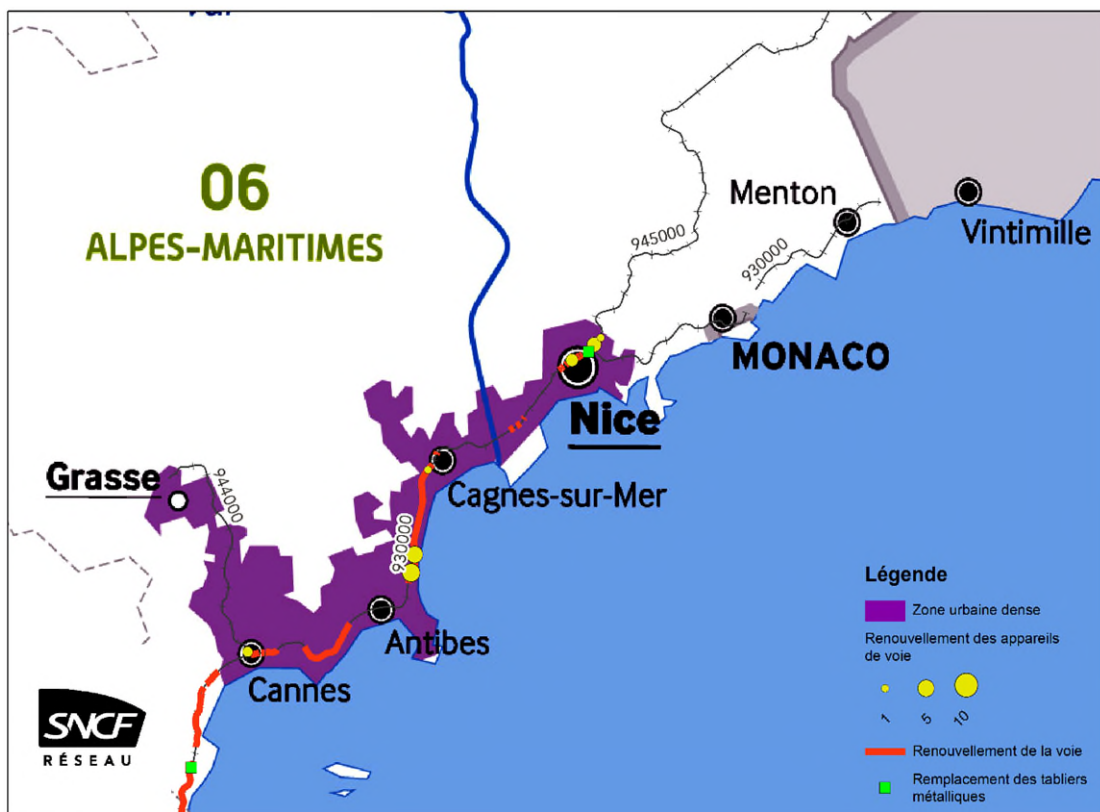 Var
06
ALPES-MARITIMES
Menton
Vintimille
945000
930000
MONACO
Nice
Grasse
944000
Cagnes-sur-Mer
930000
Antibes
Cannes
SNCF
RÉSEAU
Légende
Zone urbaine dense
Renouvellement des appareils
de voie
1 5 10
Renouvellement de la voie
Remplacement des tabliers
métalliques